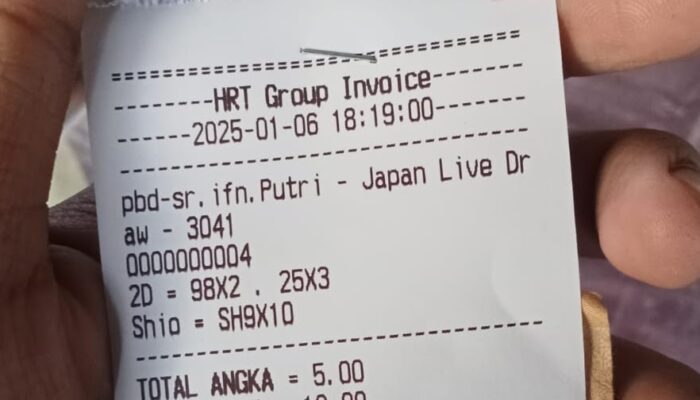 ==================================
--------HRT Group Invoice-------
------2025-01-06 18:19:00-------
--------------------------------
pbd-sr.ifn.Putri - Japan Live Dr
aw - 3041
0000000004
2D = 98X2 . 25X3
Shio = SH9X10
--------------------------------
TOTAL ANGKA = 5.00